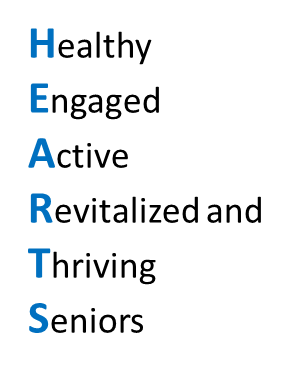 Healthy
Engaged
Active
Revitalized and
Thriving
Seniors